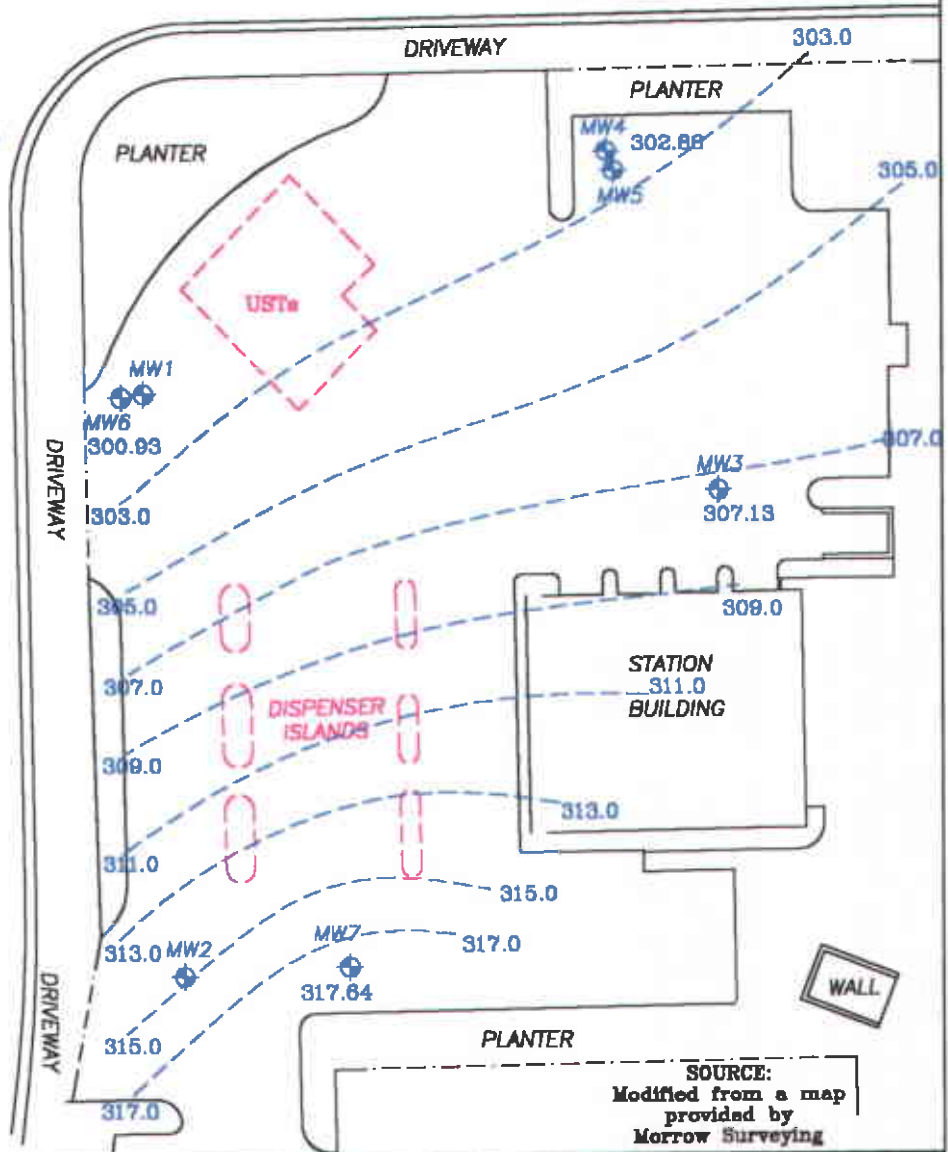 303.0
DRIVEWAY
PLANTER
MW4
302.88
MW5
PLANTER
305.0
USTs
MW1
MW6
300.93
DRIVEWAY
303.0
307.0
MW3
307.13
305.0
309.0
STATION
311.0
BUILDING
307.0
DISPENSER
ISLANDS
309.0
313.0
311.0
315.0
313.0
MW2
MW7
317.0
317.64
WALL
DRIVEWAY
315.0
PLANTER
317.0
SOURCE:
Modified from a map
provided by
Morrow Surveying